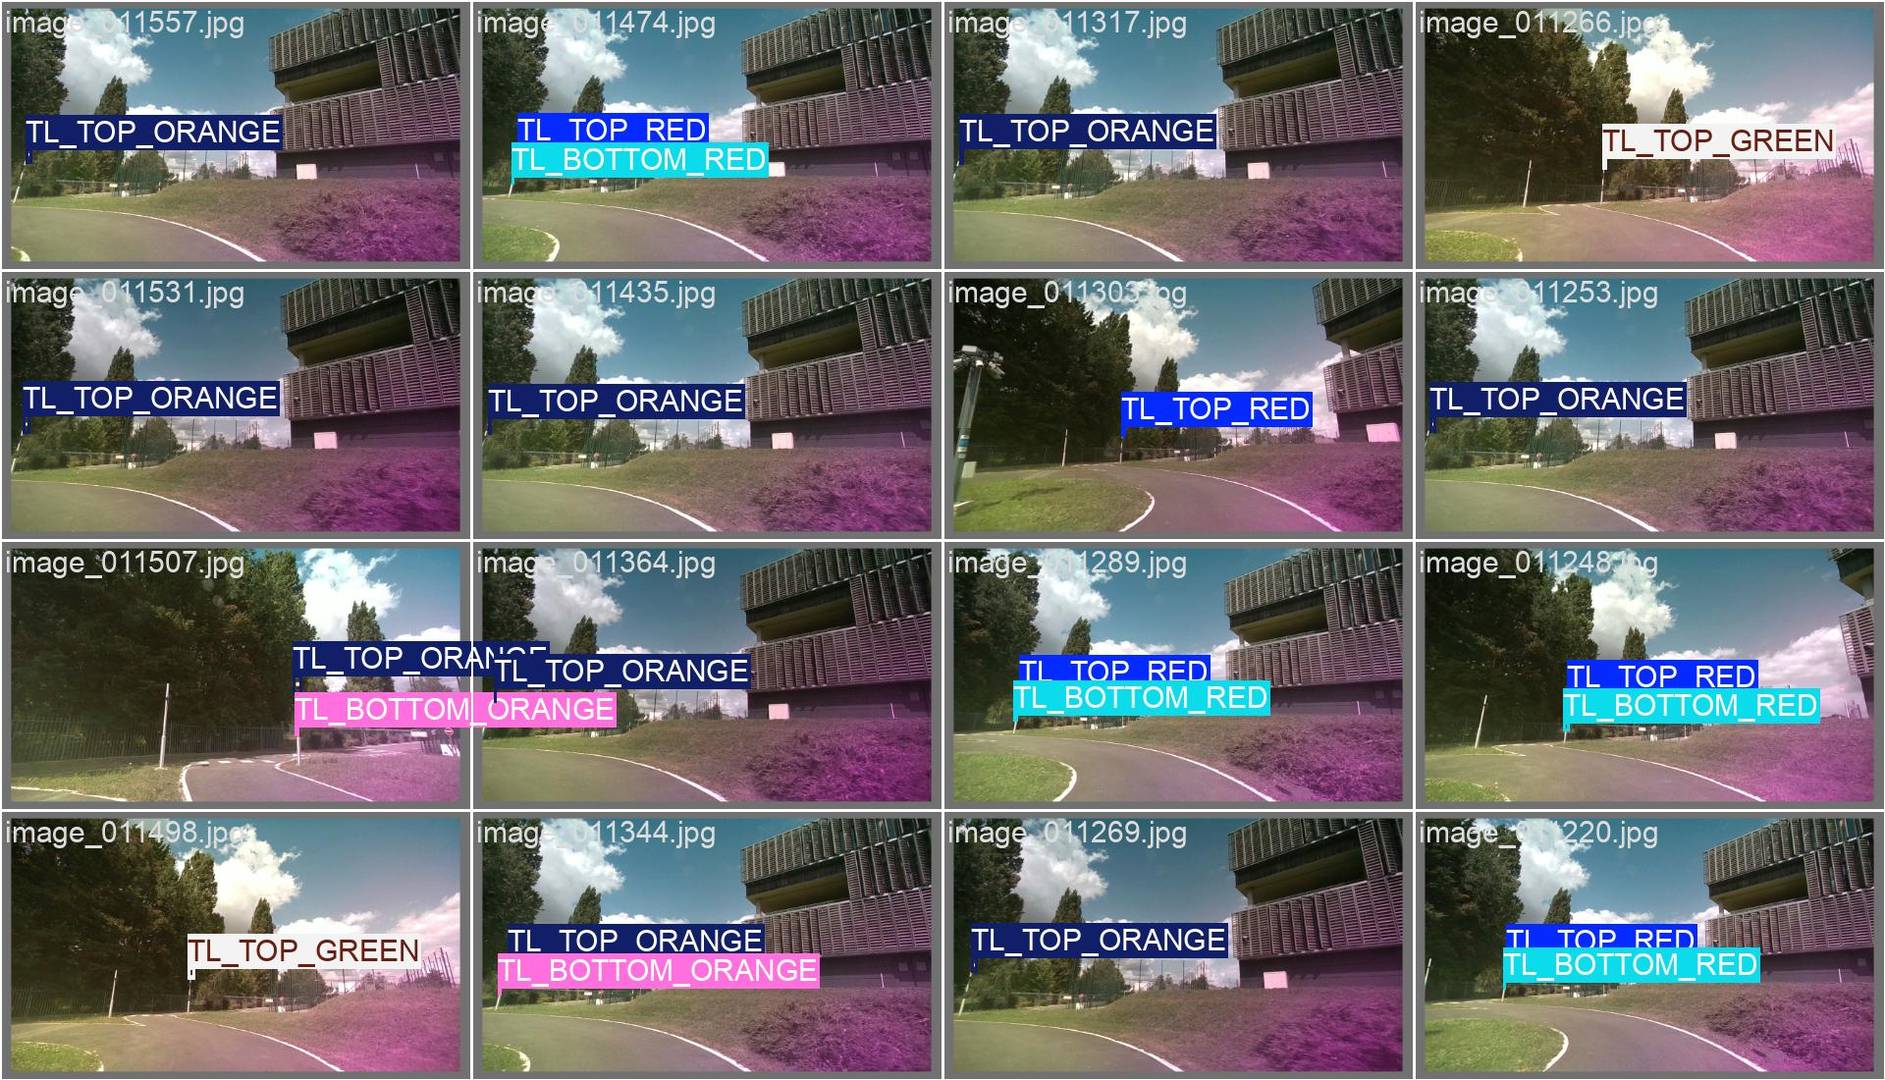 image_011557.jpg
TL_TOP_ORANGE
image_011474.jpg
TL_TOP_RED
TL_BOTTOM_RED
image_011317.jpg
TL_TOP_ORANGE
image_011266.jpg
TL_TOP_GREEN
image_011531.jpg
TL_TOP_ORANGE
image_011435.jpg
TL_TOP_ORANGE
image_011303.jpg
TL_TOP_RED
image_011253.jpg
TL_TOP_ORANGE
image_011507.jpg
TL_TOP_ORANGE
TL_BOTTOM_ORANGE
image_011364.jpg
TL_TOP_ORANGE
image_011289.jpg
TL_TOP_RED
TL_BOTTOM_RED
image_011248.jpg
TL_TOP_RED
TL_BOTTOM_RED
image_011498.jpg
TL_TOP_GREEN
image_011344.jpg
TL_TOP_ORANGE
TL_BOTTOM_ORANGE
image_011269.jpg
TL_TOP_ORANGE
image_011220.jpg
TL_TOP_RED
TL_BOTTOM_RED